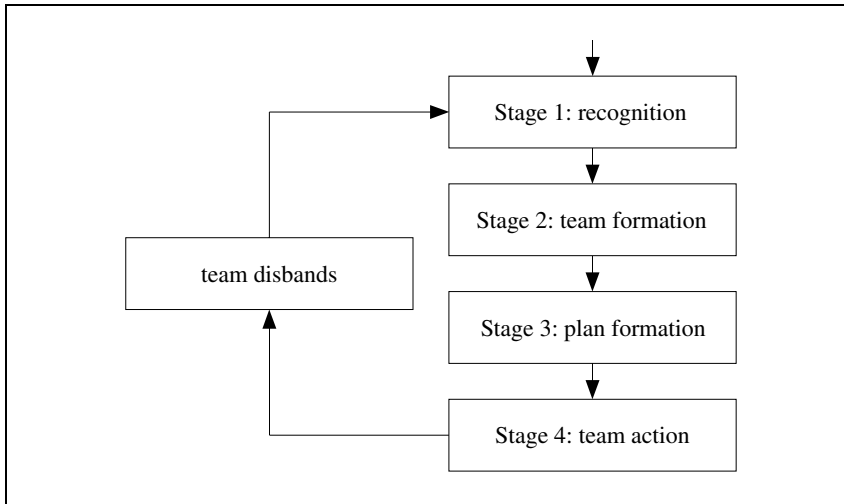 Stage 1: recognition
Stage 2: team formation
team disbands
Stage 3: plan formation
Stage 4: team action